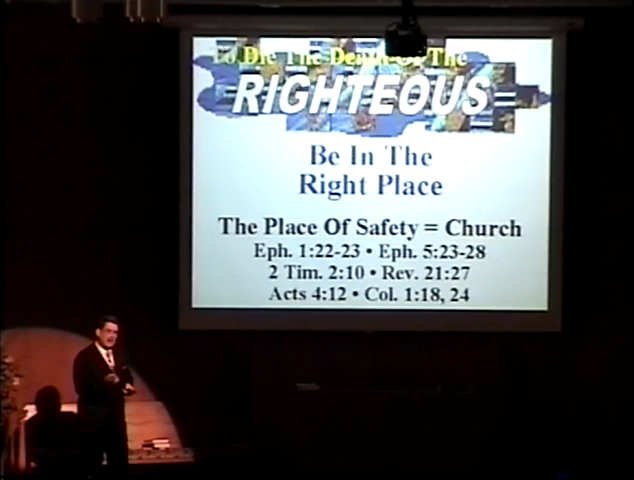 To Die The Death Of The
RIGHTEOUS
Be In The
Right Place
The Place Of Safety = Church
Eph. 1:22-23 • Eph. 5:23-28
2 Tim. 2:10 • Rev. 21:27
Acts 4:12 • Col. 1:18, 24